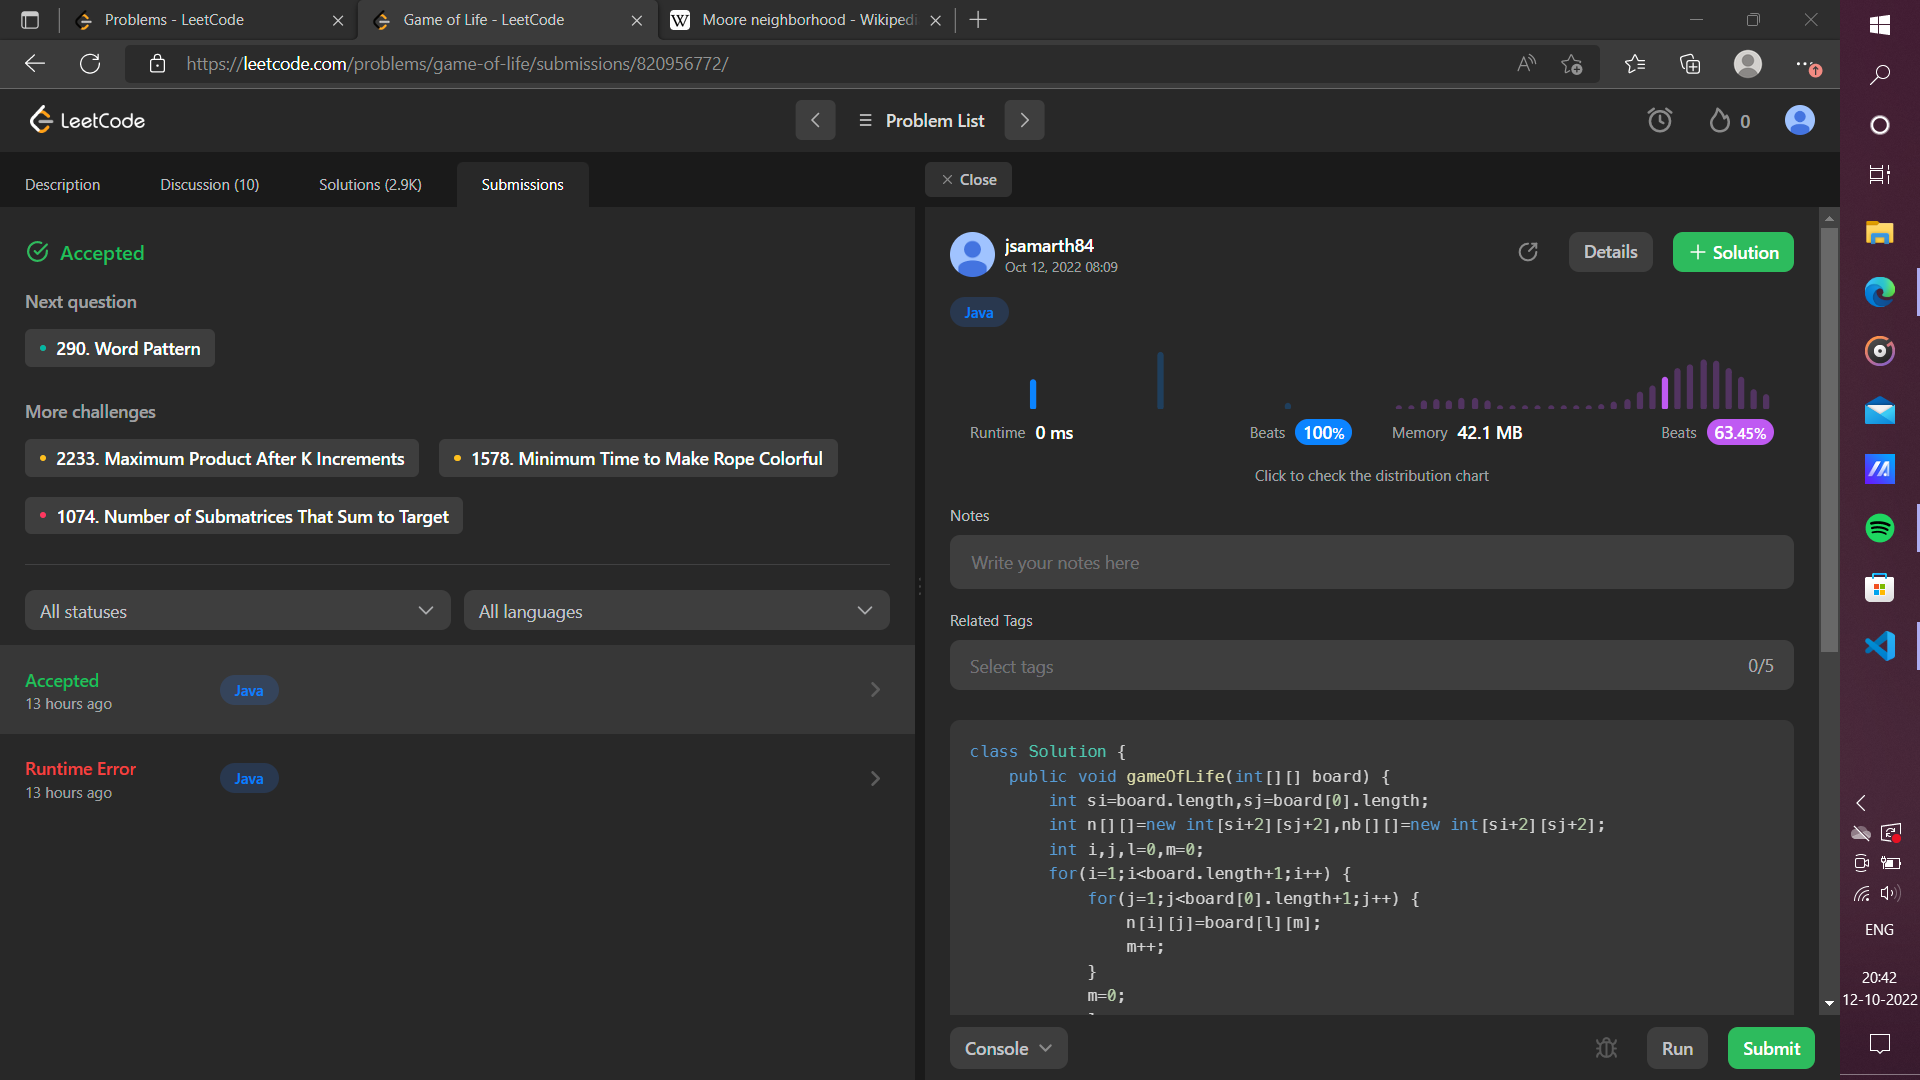 Problems - LeetCode
Game of Life - LeetCode
Moore neighborhood - Wikipedi
https://leetcode.com/problems/game-of-life/submissions/820956772/
LeetCode
Problem List
0
Description
Discussion (10)
Solutions (2.9K)
Submissions
Close
Accepted
Next question
290. Word Pattern
More challenges
2233. Maximum Product After K Increments
1578. Minimum Time to Make Rope Colorful
1074. Number of Submatrices That Sum to Target
All statuses
All languages
Accepted
13 hours ago
Java
Runtime Error
13 hours ago
Java
jsamarth84
Oct 12, 2022 08:09
Details
+ Solution
Java
Runtime 0 ms
Beats 100%
Memory 42.1 MB
Beats 63.45%
Click to check the distribution chart
Notes
Write your notes here
Related Tags
Select tags
0/5
class Solution {
public void gameOfLife(int[][] board) {
int si=board.length,sj=board[0].length;
int n[][]=new int[si+2][sj+2],nb[][]=new int[si+2][sj+2];
int i,j,l=0,m=0;
for(i=1;i<board.length+1;i++) {
for(j=1;j<board[0].length+1;j++) {
n[i][j]=board[l][m];
m++;
}
m=0;
Console
Run
Submit
ENG
20:42
12-10-2022